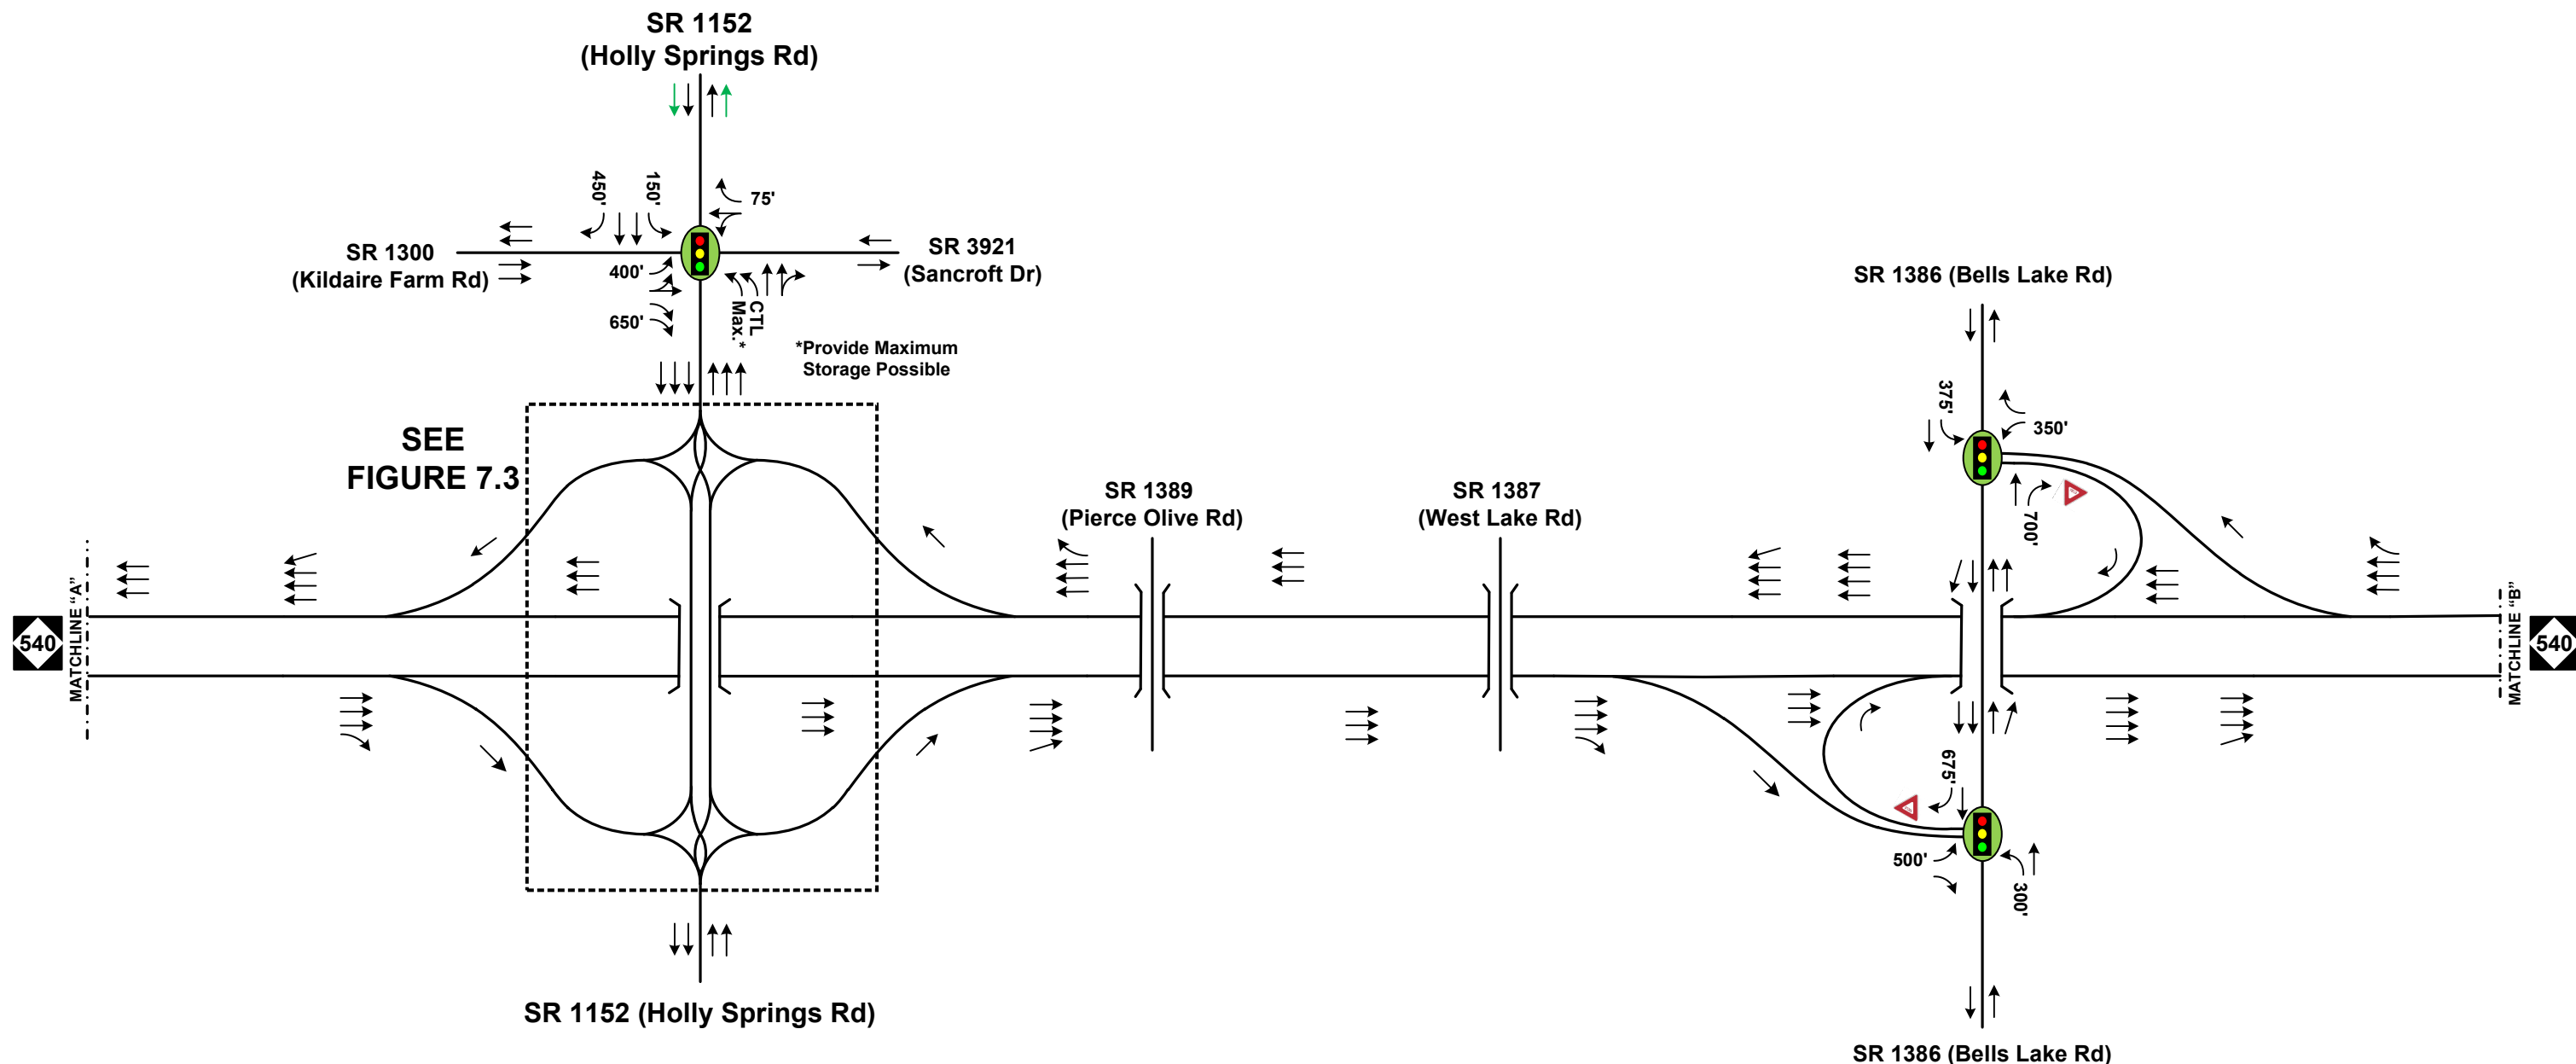 SR 1152
(Holly Springs Rd)
450'
150'
75'
SR 1300
(Kildaire Farm Rd)
SR 3921
(Sancroft Dr)
400'
650'
CTL
Max.*
*Provide Maximum
Storage Possible
SEE
FIGURE 7.3
SR 1389
(Pierce Olive Rd)
SR 1387
(West Lake Rd)
SR 1386 (Bells Lake Rd)
375'
350'
700'
MATCHLINE “A”
540
MATCHLINE “B”
540
675'
500'
300'
SR 1152 (Holly Springs Rd)
SR 1386 (Bells Lake Rd)